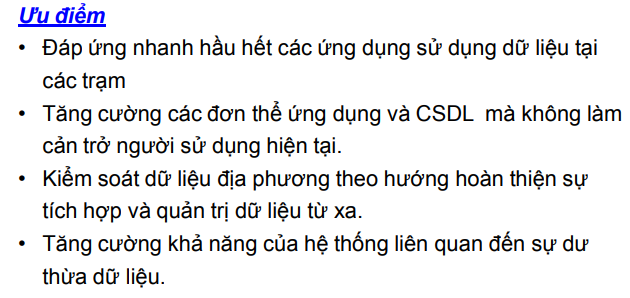 Ưu điểm
• Đáp ứng nhanh hầu hết các ứng dụng sử dụng dữ liệu tại
các trạm
• Tăng cường các đơn thể ứng dụng và CSDL mà không làm
cản trở người sử dụng hiện tại.
• Kiểm soát dữ liệu địa phương theo hướng hoàn thiện sự
tích hợp và quản trị dữ liệu từ xa.
• Tăng cường khả năng của hệ thống liên quan đến sự dư
thừa dữ liệu.